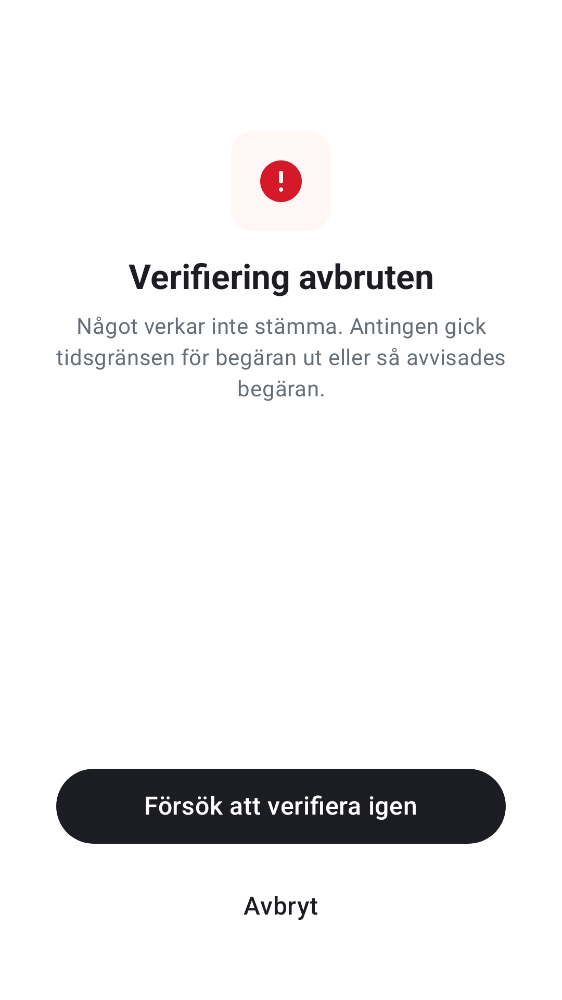 Verifiering avbruten
Något verkar inte stämma. Antingen gick
tidsgränsen för begäran ut eller så avvisades
begäran.
Försök att verifiera igen
Avbryt